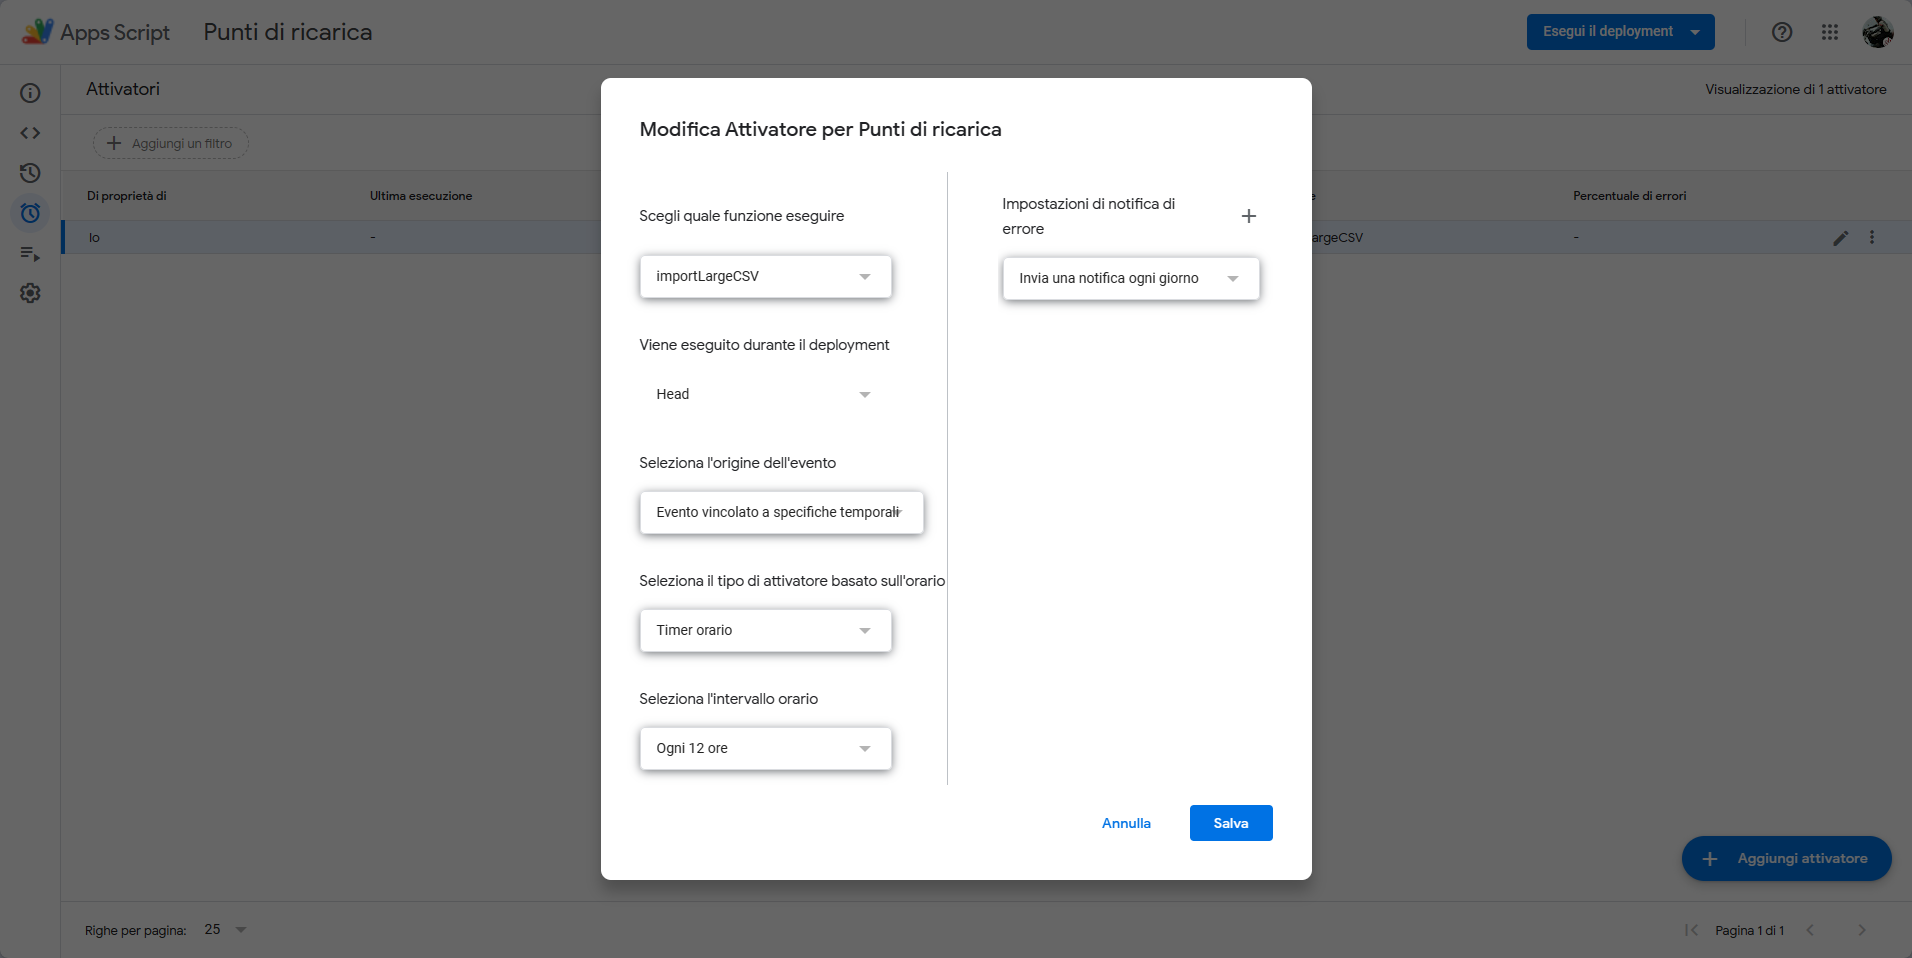 Apps Script
Punti di ricarica
Esegui il deployment
Attivatori
Visualizzazione di 1 attivatore
Aggiungi un filtro
Di proprietà di
Ultima esecuzione
e
Percentuale di errori
Io
-
argeCSV
-
Modifica Attivatore per Punti di ricarica
Scegli quale funzione eseguire
importLargeCSV
Viene eseguito durante il deployment
Head
Seleziona l'origine dell'evento
Evento vincolato a specifiche temporali
Seleziona il tipo di attivatore basato sull'orario
Timer orario
Seleziona l'intervallo orario
Ogni 12 ore
Impostazioni di notifica di
errore
Invia una notifica ogni giorno
Annulla
Salva
Aggiungi attivatore
Righe per pagina:
25
Pagina 1 di 1